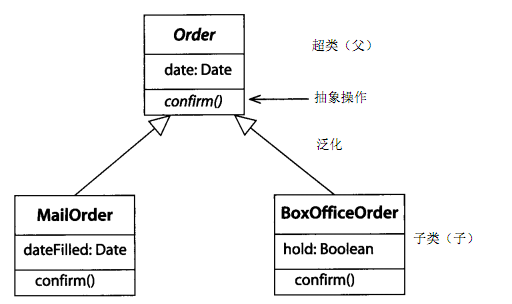 Order
超类（父）
date: Date
confirm()
抽象操作
泛化
MailOrder
BoxOfficeOrder
dateFilled: Date
hold: Boolean
子类（子）
confirm()
confirm()